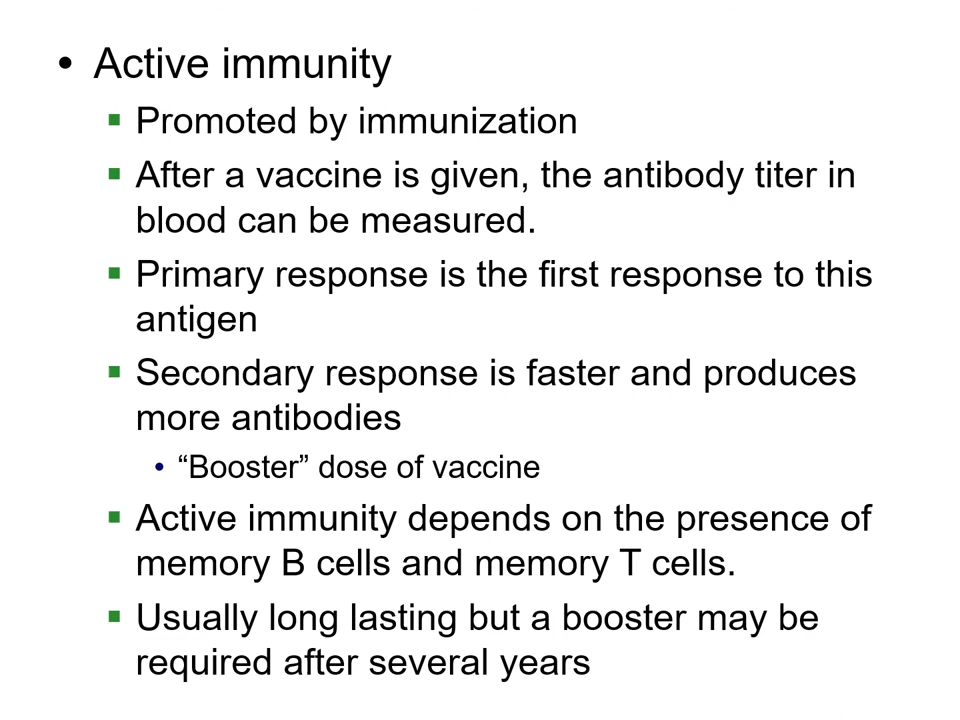 • Active immunity
▪ Promoted by immunization
▪ After a vaccine is given, the antibody titer in
blood can be measured.
▪ Primary response is the first response to this
antigen
▪ Secondary response is faster and produces
more antibodies
• “Booster” dose of vaccine
▪ Active immunity depends on the presence of
memory B cells and memory T cells.
▪ Usually long lasting but a booster may be
required after several years